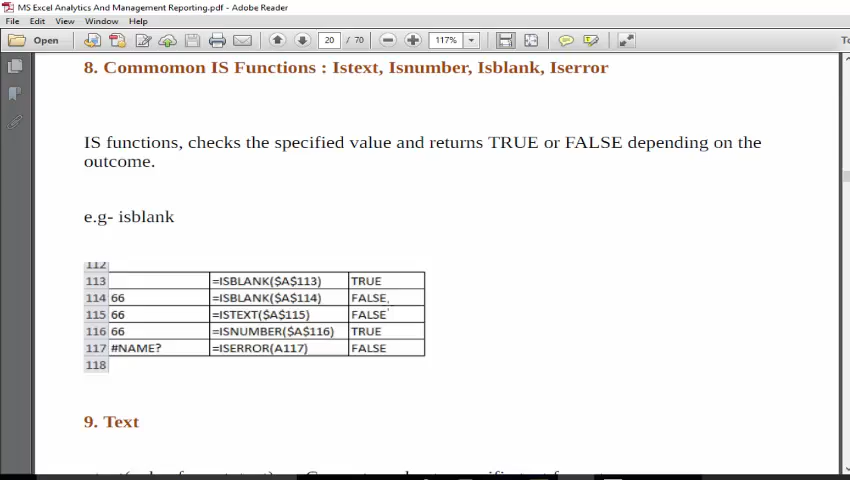 MS Excel Analytics And Management Reporting.pdf - Adobe Reader
File Edit View Window Help
Open 20 / 70 117%
8. Commomon IS Functions : Istext, Isnumber, Isblank, Iserror
IS functions, checks the specified value and returns TRUE or FALSE depending on the
outcome.
e.g- isblank
112
113 =ISBLANK($A$113) TRUE
114 66 =ISBLANK($A$114) FALSE
115 66 =ISTEXT($A$115) FALSE
116 66 =ISNUMBER($A$116) TRUE
117 #NAME? =ISERROR(A117) FALSE
118
9. Text